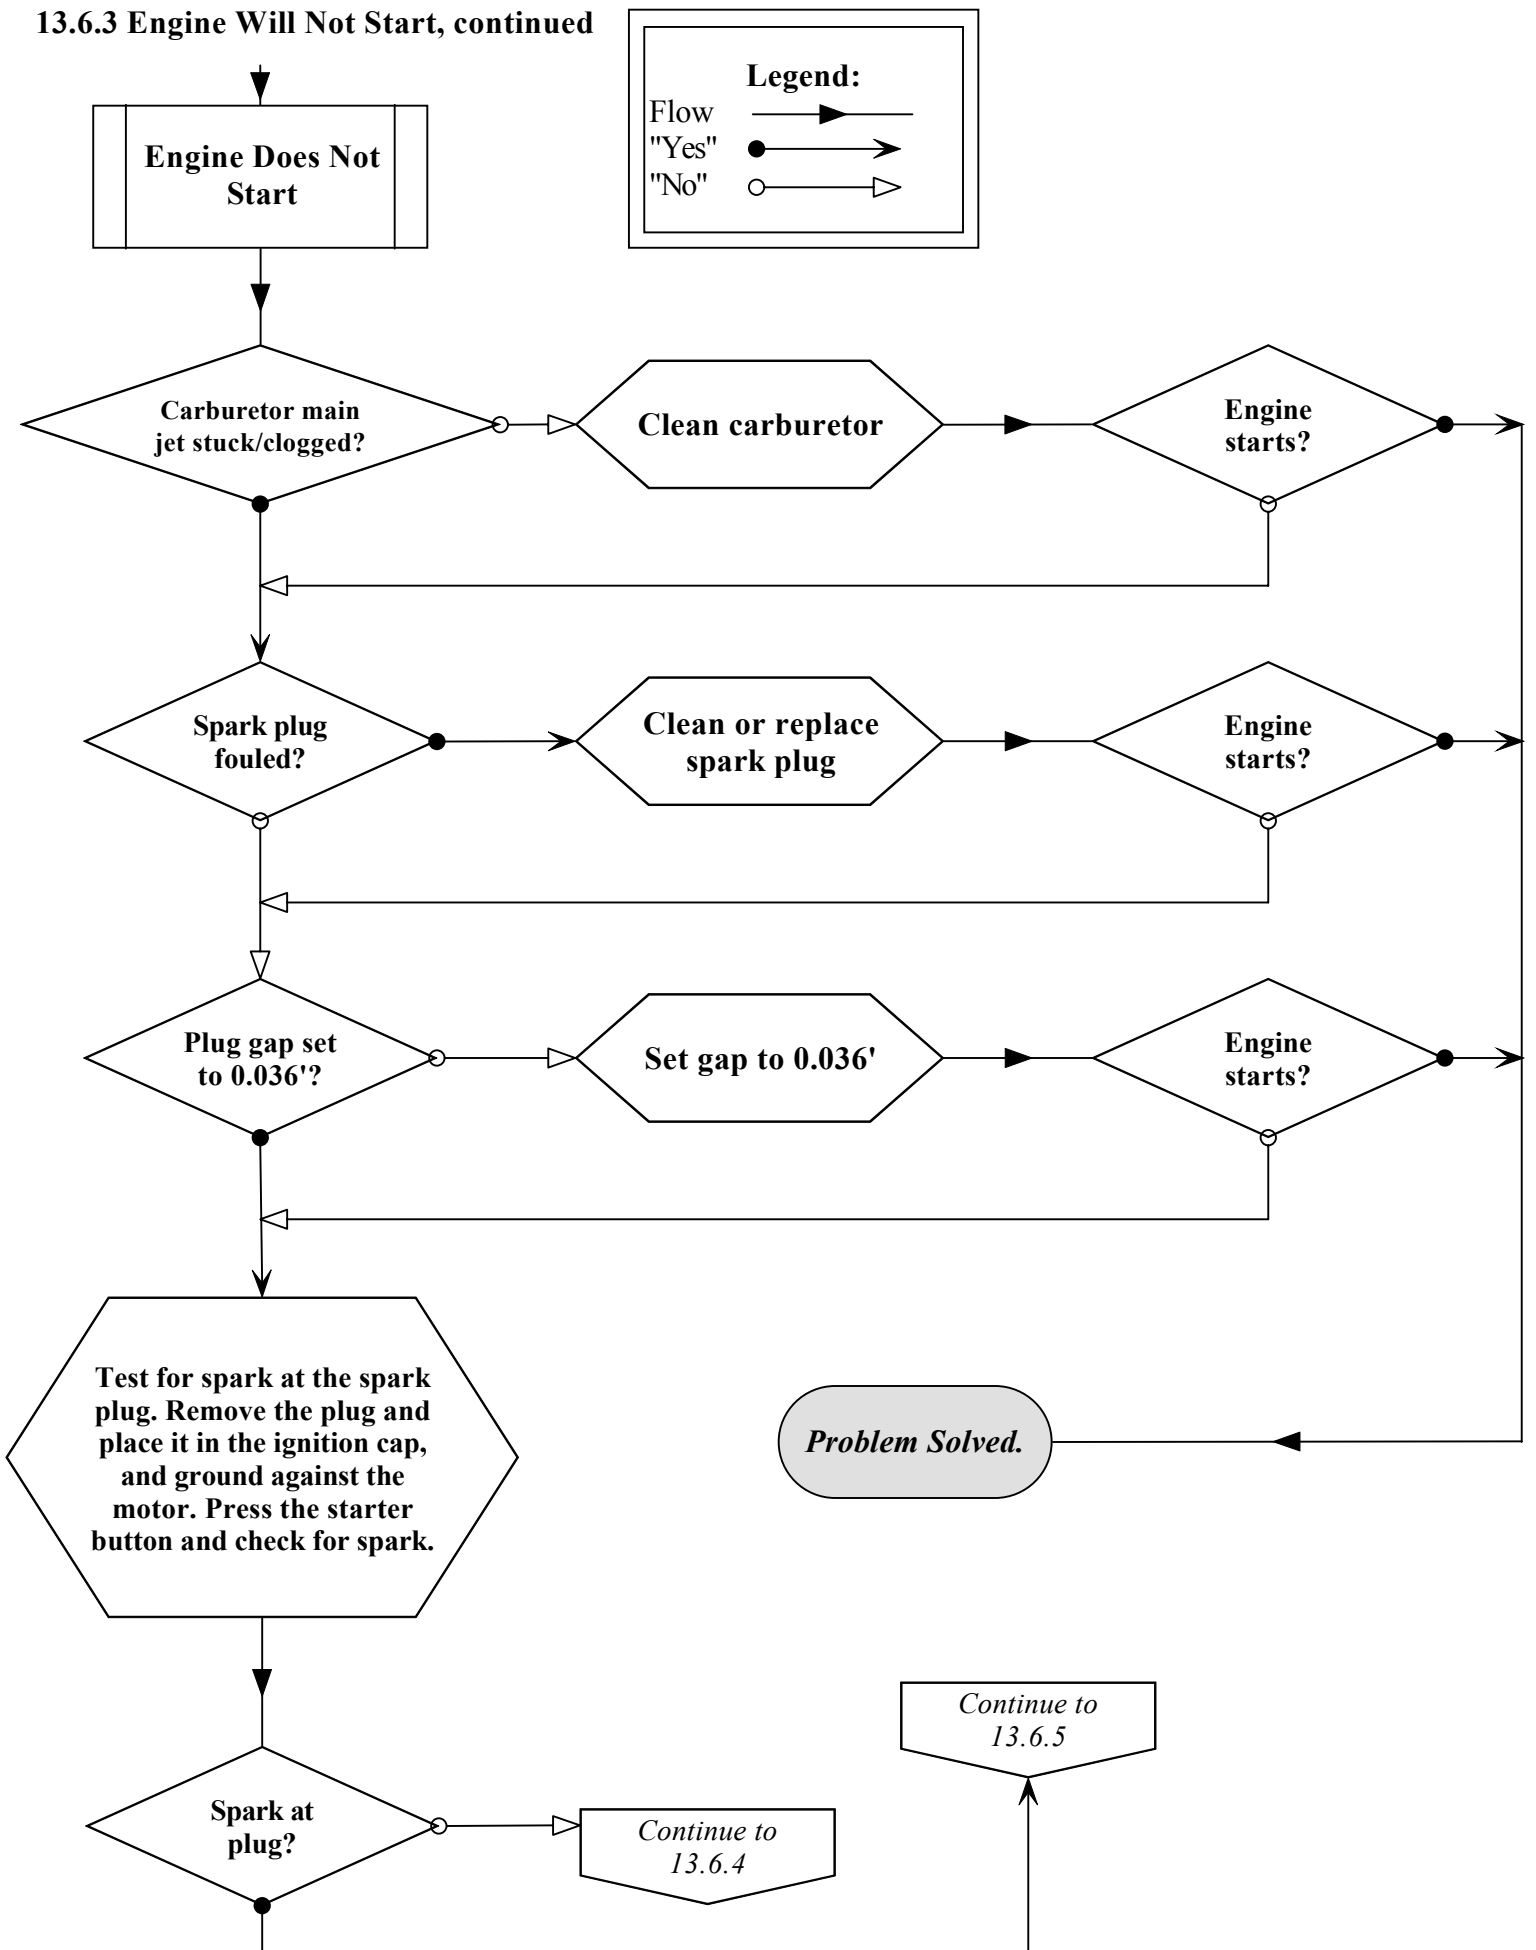 13.6.3 Engine Will Not Start, continued
Legend:
Flow
"Yes"
"No"
Engine Does Not
Start
Carburetor main
jet stuck/clogged?
Clean carburetor
Engine
starts?
Spark plug
fouled?
Clean or replace
spark plug
Engine
starts?
Plug gap set
to 0.036'?
Set gap to 0.036'
Engine
starts?
Test for spark at the spark
plug. Remove the plug and
place it in the ignition cap,
and ground against the
motor. Press the starter
button and check for spark.
Problem Solved.
Continue to
13.6.5
Spark at
plug?
Continue to
13.6.4